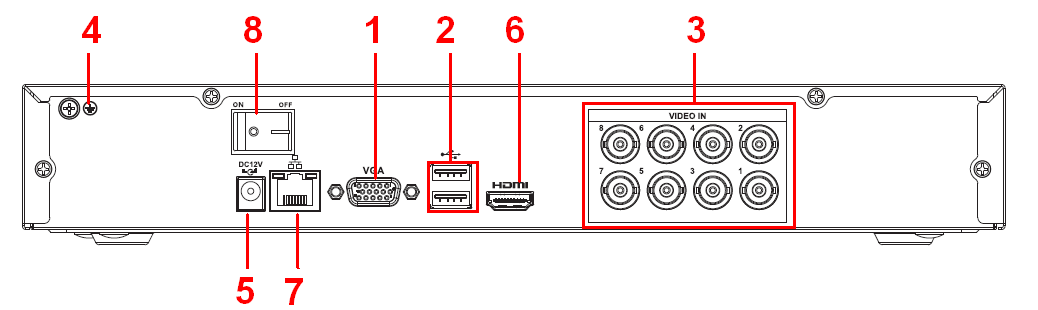 4 8 1 2 6 3
ON OFF
VIDEO IN
8 6 4 2
DC12V
VGA
HDMI
7 5 3 1
5 7